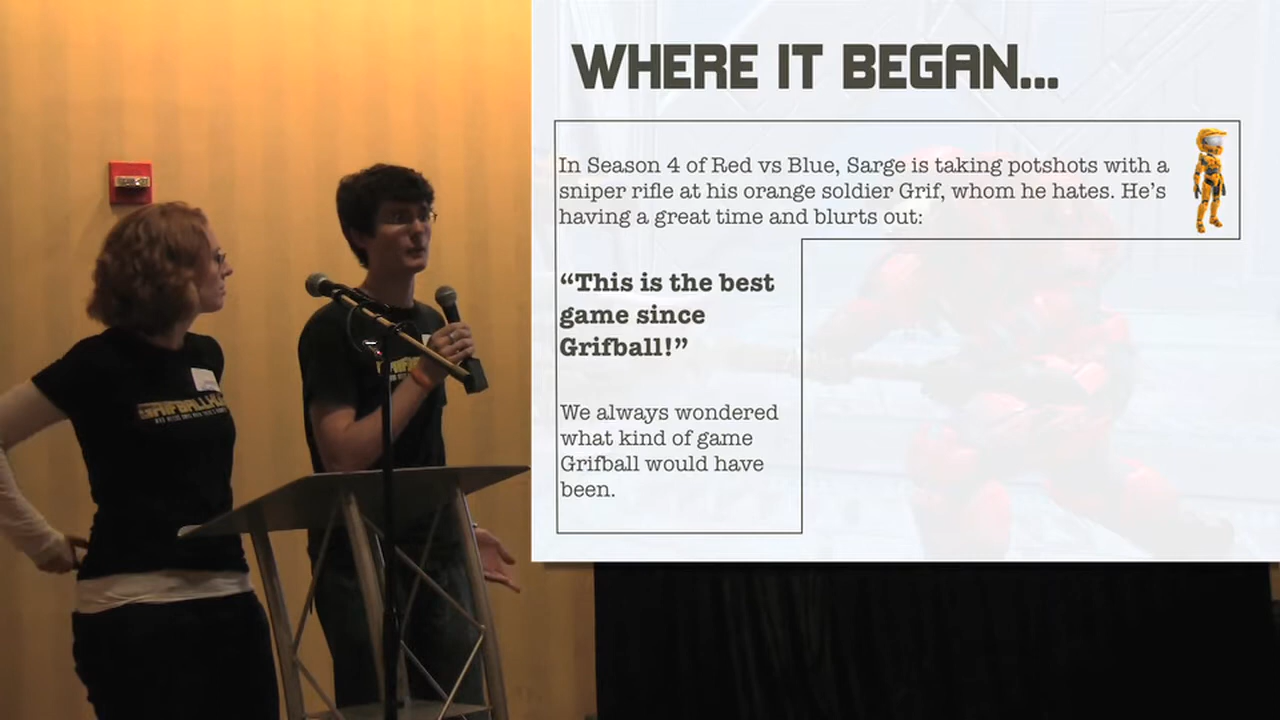 WHERE IT BEGAN...
In Season 4 of Red vs Blue, Sarge is taking potshots with a
sniper rifle at his orange soldier Grif, whom he hates. He's
having a great time and blurts out:
“This is the best
game since
Grifball!”
We always wondered
what kind of game
Grifball would have
been.